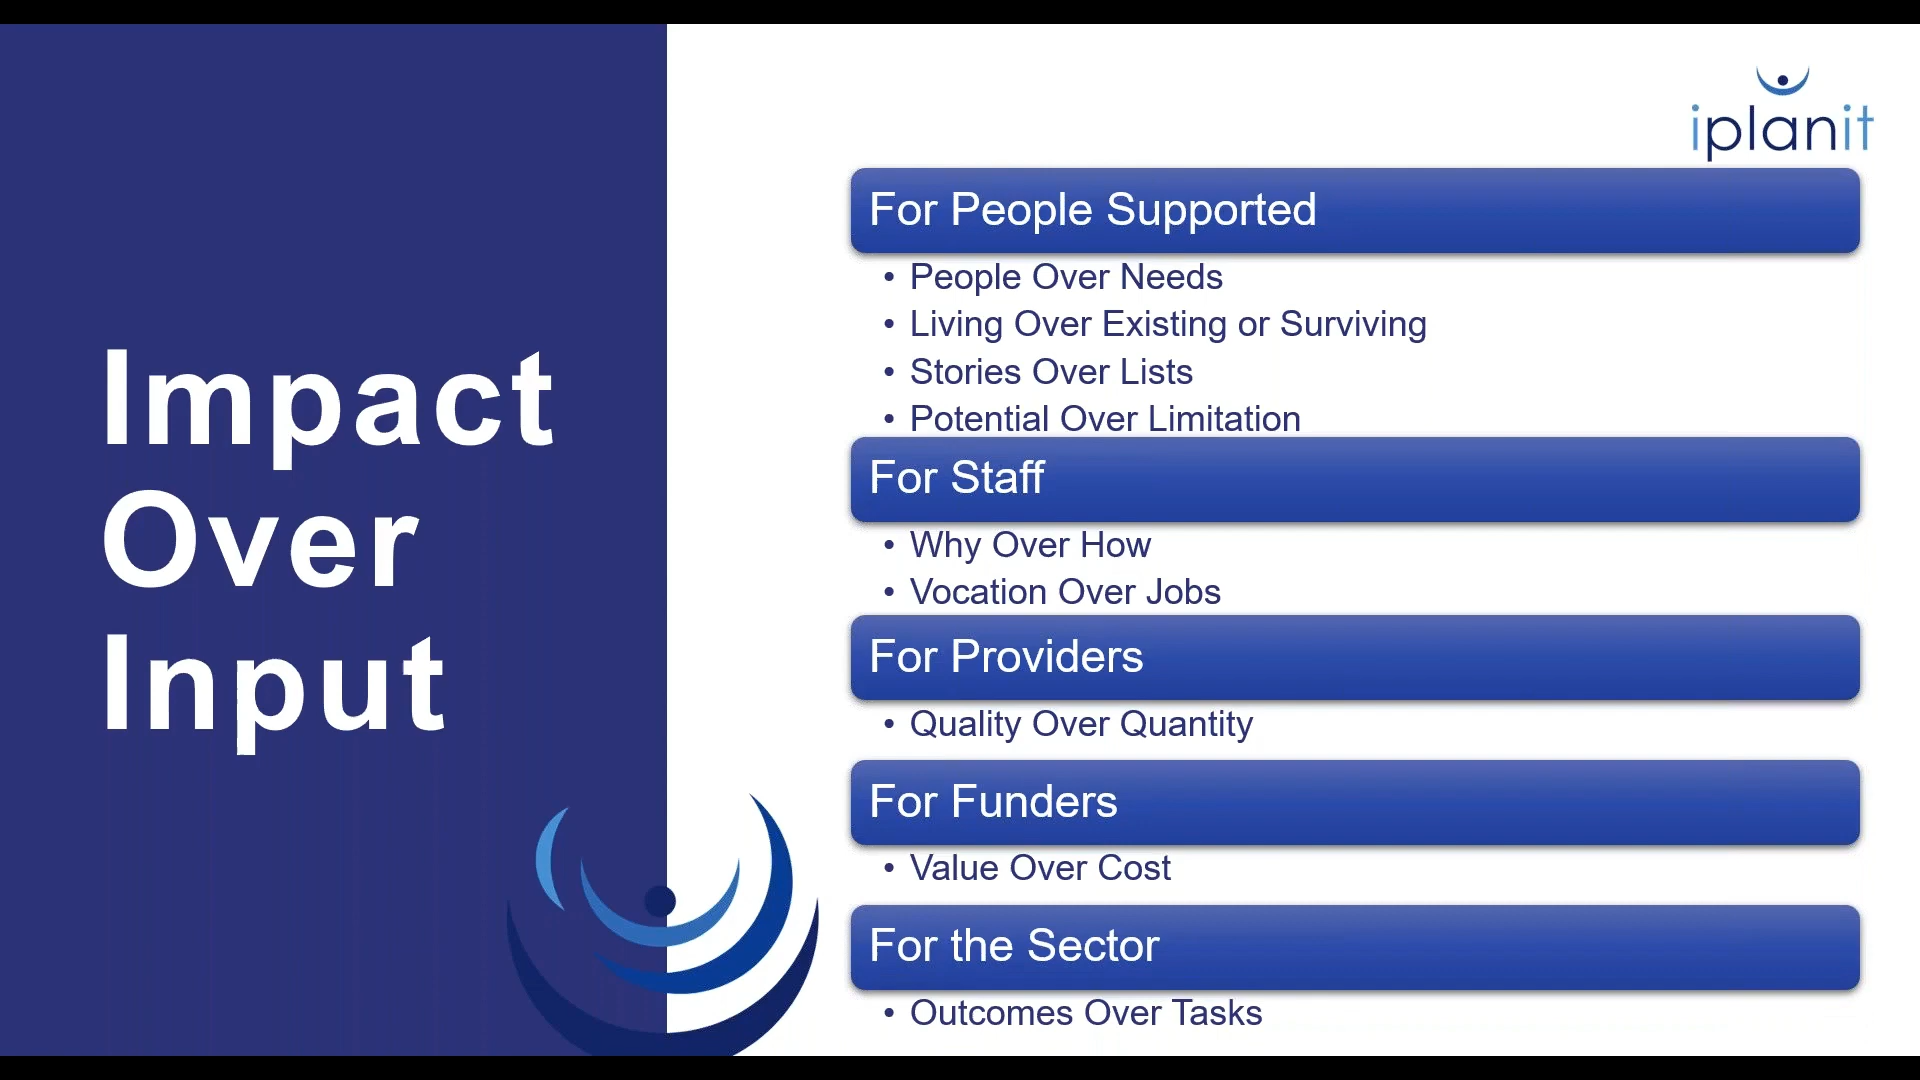 Impact
Over
Input
iplanit
For People Supported
• People Over Needs
• Living Over Existing or Surviving
• Stories Over Lists
• Potential Over Limitation
For Staff
• Why Over How
• Vocation Over Jobs
For Providers
• Quality Over Quantity
For Funders
• Value Over Cost
For the Sector
• Outcomes Over Tasks